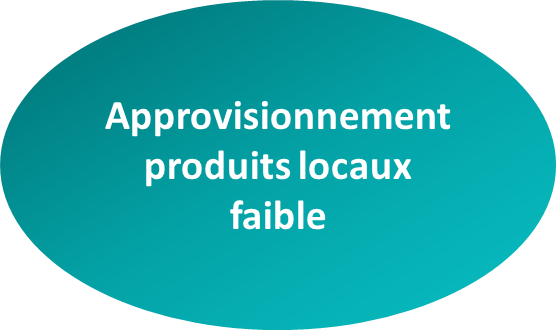 Approvisionnement
produits locaux
faible